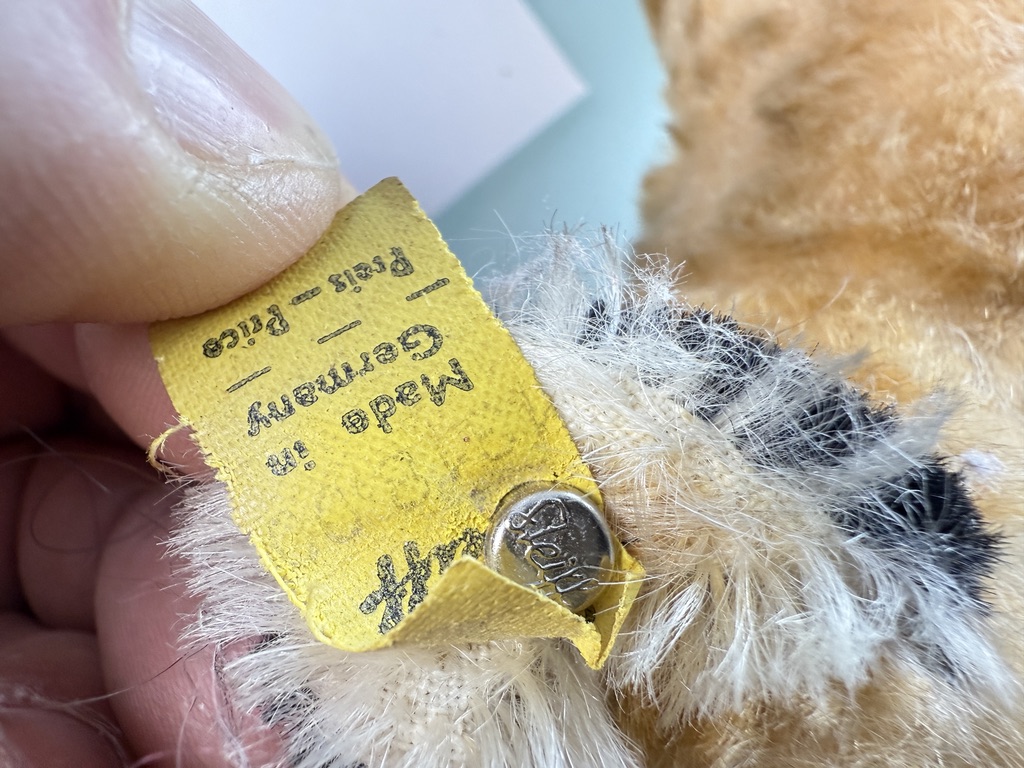 Steiff
Made in
Germany
— — —
Preis — Price